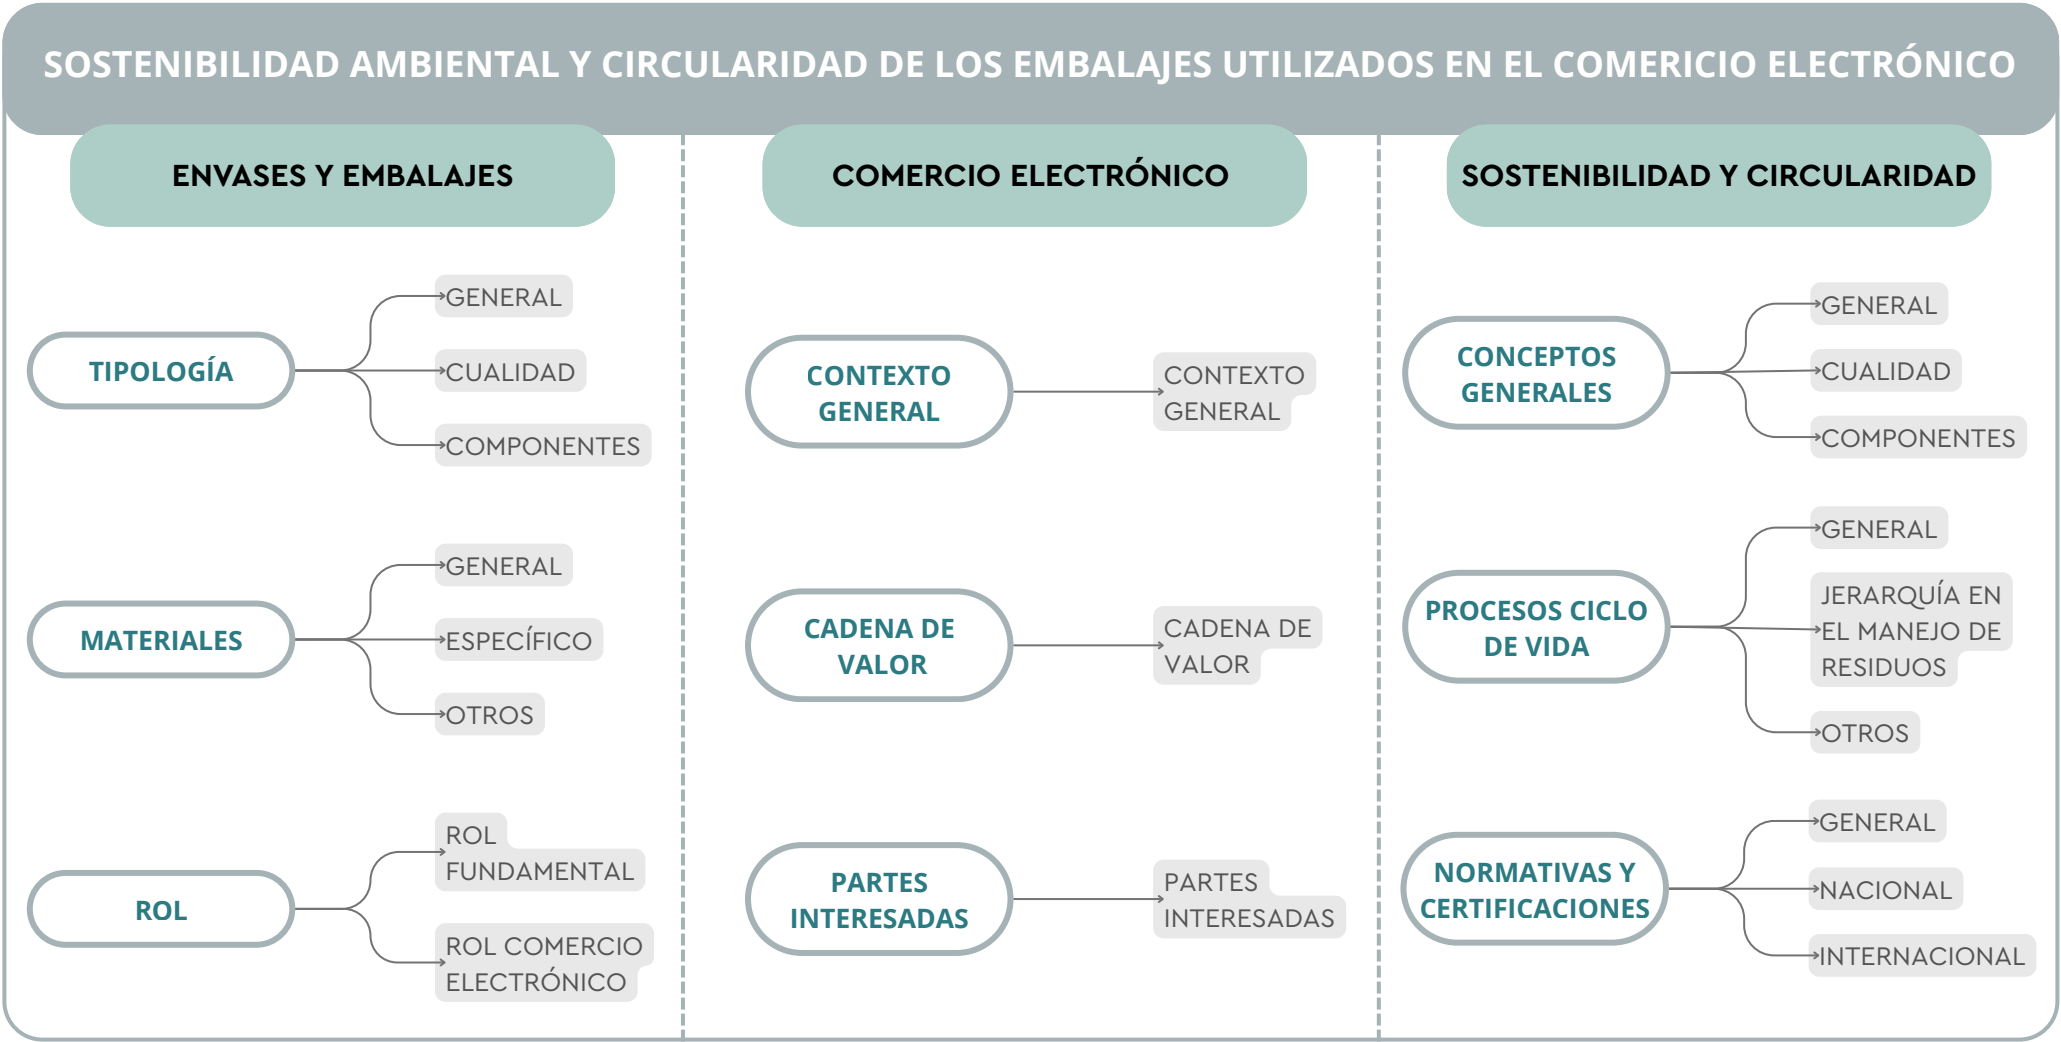 SOSTENIBILIDAD AMBIENTAL Y CIRCULARIDAD DE LOS EMBALAJES UTILIZADOS EN EL COMERICIO ELECTRÓNICO
ENVASES Y EMBALAJES
TIPOLOGÍA
GENERAL
CUALIDAD
COMPONENTES
MATERIALES
GENERAL
ESPECÍFICO
OTROS
ROL
ROL
FUNDAMENTAL
ROL COMERCIO
ELECTRÓNICO
COMERCIO ELECTRÓNICO
CONTEXTO
GENERAL
CONTEXTO
GENERAL
CADENA DE
VALOR
CADENA DE
VALOR
PARTES
INTERESADAS
PARTES
INTERESADAS
SOSTENIBILIDAD Y CIRCULARIDAD
CONCEPTOS
GENERALES
GENERAL
CUALIDAD
COMPONENTES
PROCESOS CICLO
DE VIDA
GENERAL
JERARQUÍA EN
EL MANEJO DE
RESIDUOS
OTROS
NORMATIVAS Y
CERTIFICACIONES
GENERAL
NACIONAL
INTERNACIONAL